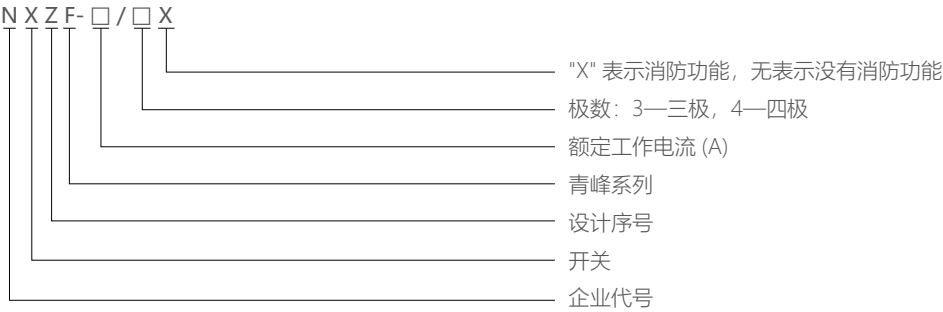 NXZF-□/□X
"X" 表示消防功能，无表示没有消防功能
极数：3—三极，4—四极
额定工作电流 (A)
青峰系列
设计序号
开关
企业代号